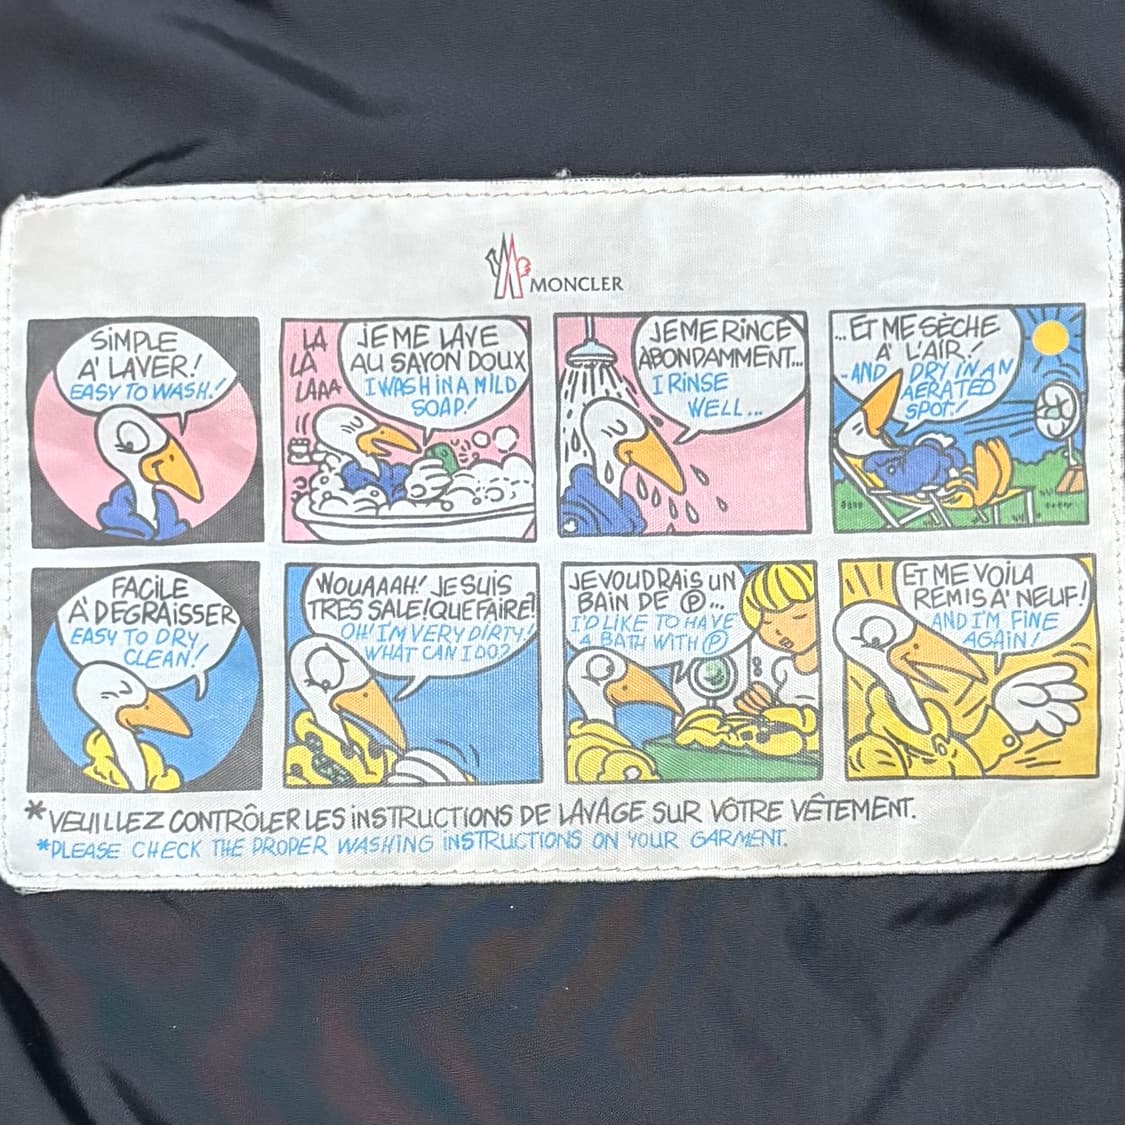 MONCLER
SIMPLE
A' LAVER!
EASY TO WASH!
LA
LA
LAAA
JE ME LAVE
AU SAVON DOUX
I WASH IN A MILD
SOAP!
JE ME RINCE
ABONDAMMENT...
I RINSE
WELL...
...ET ME SÈCHE
A' L'AIR!
..AND DRY IN AN
AERATED
SPOT!
FACILE
A' DEGRAISSER
EASY TO DRY
CLEAN!
WOUAAAH! JE SUIS
TRES SALE! QUE FAIRE?
OH! I'M VERY DIRTY!
WHAT CAN I DO?
JE VOUDRAIS UN
BAIN DE Ⓟ...
I'D LIKE TO HAVE
A BATH WITH Ⓟ
ET ME VOILA
REMIS A' NEUF!
AND I'M FINE
AGAIN!
*VEUILLEZ CONTRÔLER LES INSTRUCTIONS DE LAVAGE SUR VÔTRE VÊTEMENT.
*PLEASE CHECK THE PROPER WASHING INSTRUCTIONS ON YOUR GARMENT.